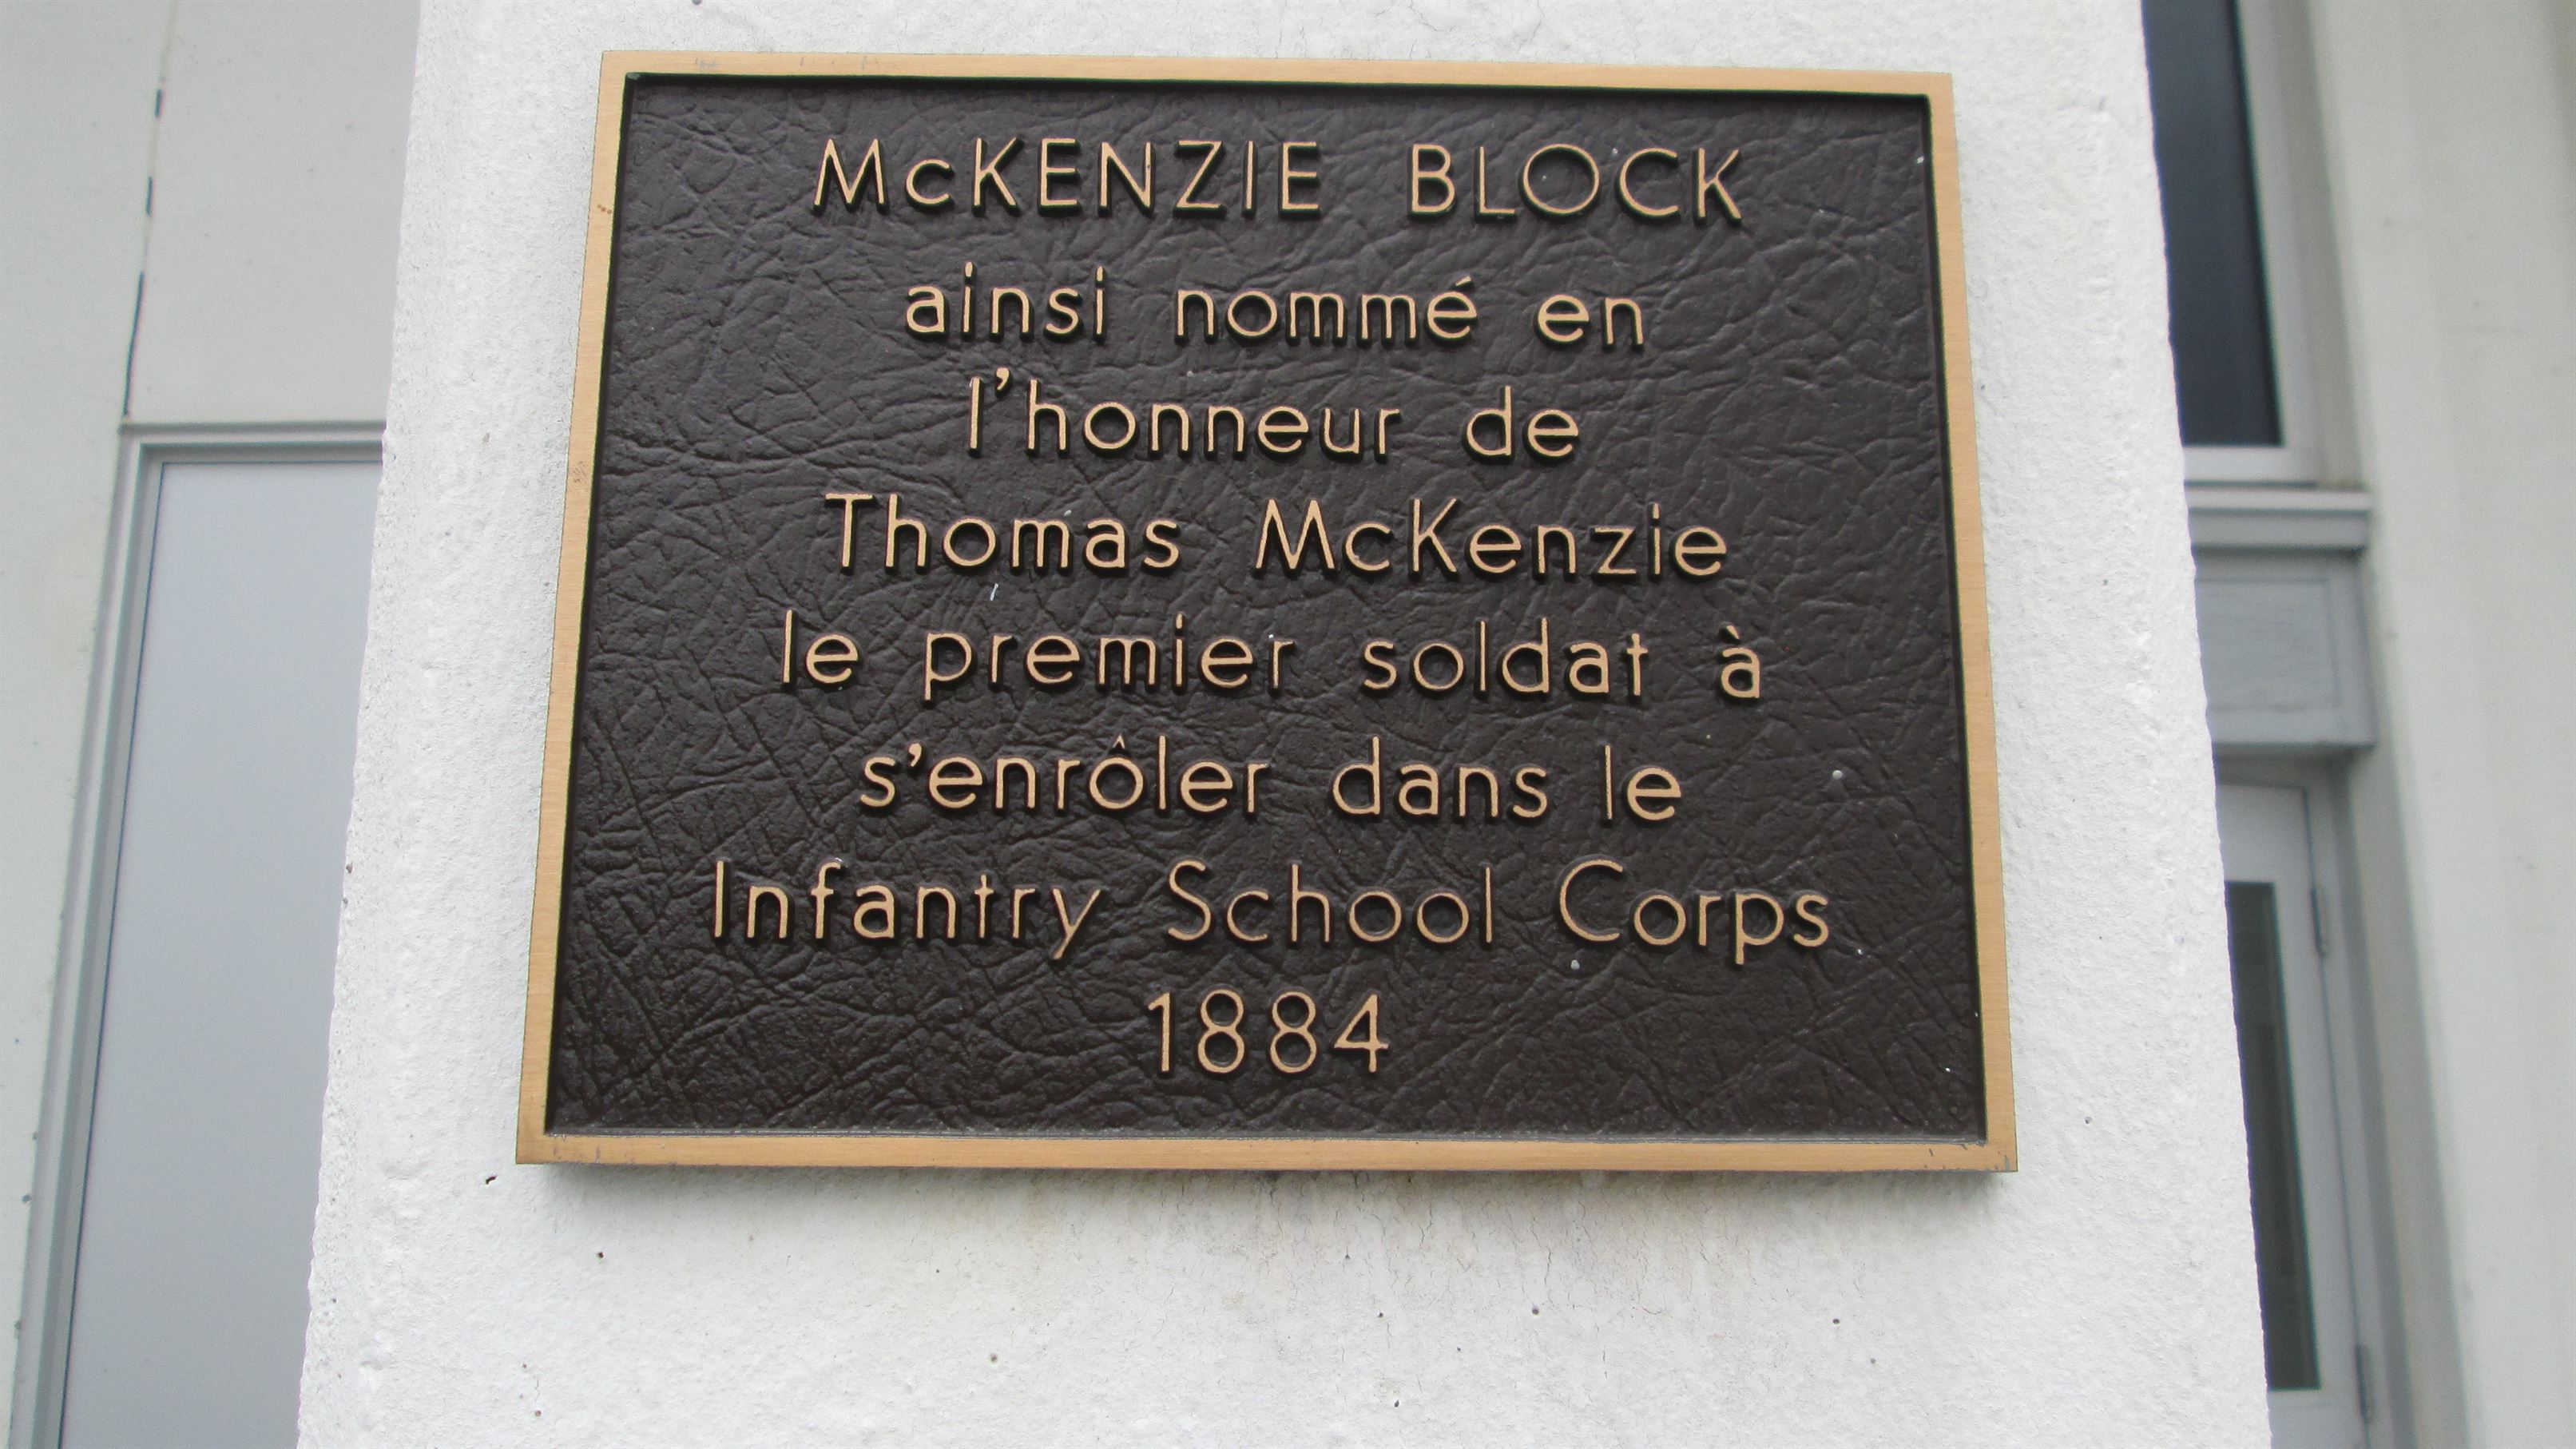 McKENZIE BLOCK
ainsi nommé en
l'honneur de
Thomas McKenzie
le premier soldat à
s'enrôler dans le
Infantry School Corps
1884